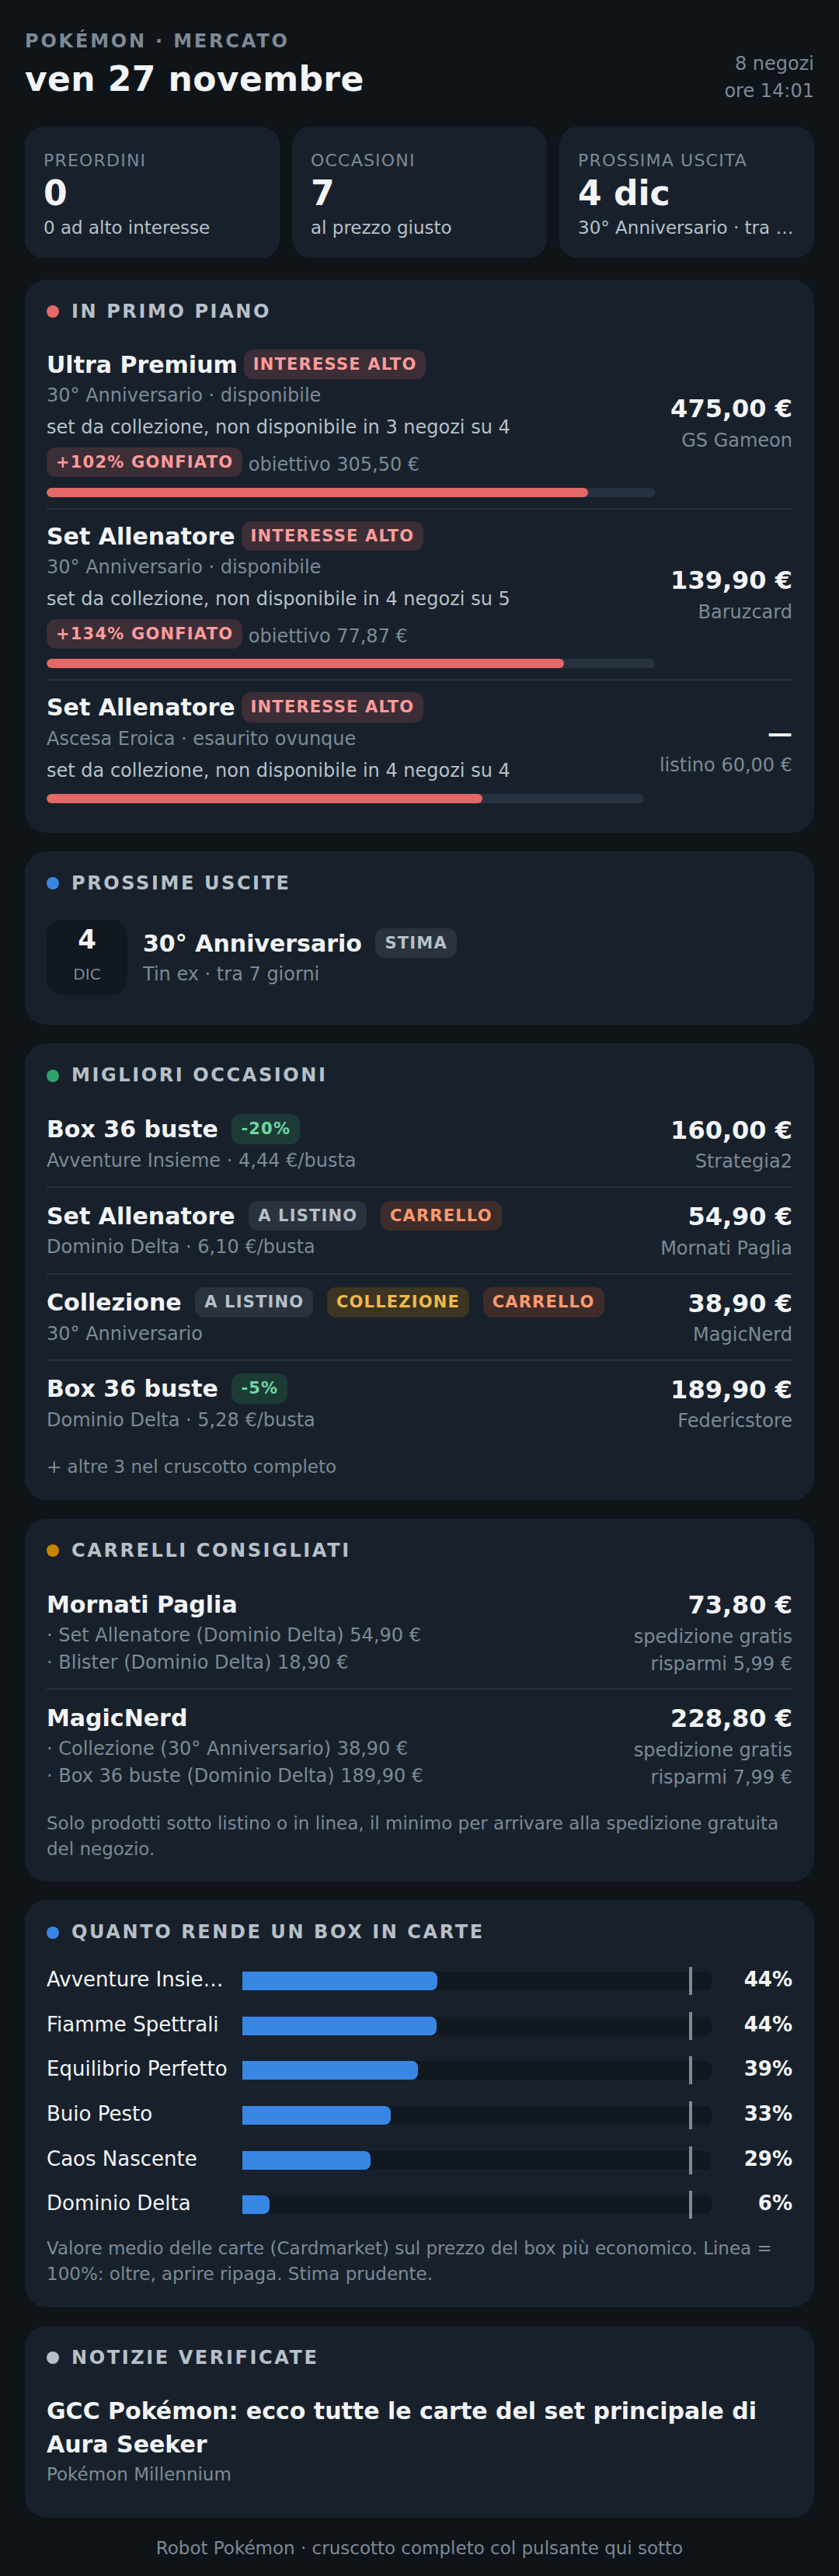 POKÉMON · MERCATO
ven 27 novembre
8 negozi
ore 14:01
PREORDINI
0
0 ad alto interesse
OCCASIONI
7
al prezzo giusto
PROSSIMA USCITA
4 dic
30° Anniversario · tra …
IN PRIMO PIANO
Ultra Premium INTERESSE ALTO
30° Anniversario · disponibile
set da collezione, non disponibile in 3 negozi su 4
+102% GONFIATO obiettivo 305,50 €
475,00 €
GS Gameon
Set Allenatore INTERESSE ALTO
30° Anniversario · disponibile
set da collezione, non disponibile in 4 negozi su 5
+134% GONFIATO obiettivo 77,87 €
139,90 €
Baruzcard
Set Allenatore INTERESSE ALTO
Ascesa Eroica · esaurito ovunque
set da collezione, non disponibile in 4 negozi su 4
—
listino 60,00 €
PROSSIME USCITE
4
DIC
30° Anniversario STIMA
Tin ex · tra 7 giorni
MIGLIORI OCCASIONI
Box 36 buste -20%
Avventure Insieme · 4,44 €/busta
160,00 €
Strategia2
Set Allenatore A LISTINO CARRELLO
Dominio Delta · 6,10 €/busta
54,90 €
Mornati Paglia
Collezione A LISTINO COLLEZIONE CARRELLO
30° Anniversario
38,90 €
MagicNerd
Box 36 buste -5%
Dominio Delta · 5,28 €/busta
189,90 €
Federicstore
+ altre 3 nel cruscotto completo
CARRELLI CONSIGLIATI
Mornati Paglia
· Set Allenatore (Dominio Delta) 54,90 €
· Blister (Dominio Delta) 18,90 €
73,80 €
spedizione gratis
risparmi 5,99 €
MagicNerd
· Collezione (30° Anniversario) 38,90 €
· Box 36 buste (Dominio Delta) 189,90 €
228,80 €
spedizione gratis
risparmi 7,99 €
Solo prodotti sotto listino o in linea, il minimo per arrivare alla spedizione gratuita
del negozio.
QUANTO RENDE UN BOX IN CARTE
Avventure Insie… 44%
Fiamme Spettrali 44%
Equilibrio Perfetto 39%
Buio Pesto 33%
Caos Nascente 29%
Dominio Delta 6%
Valore medio delle carte (Cardmarket) sul prezzo del box più economico. Linea =
100%: oltre, aprire ripaga. Stima prudente.
NOTIZIE VERIFICATE
GCC Pokémon: ecco tutte le carte del set principale di
Aura Seeker
Pokémon Millennium
Robot Pokémon · cruscotto completo col pulsante qui sotto